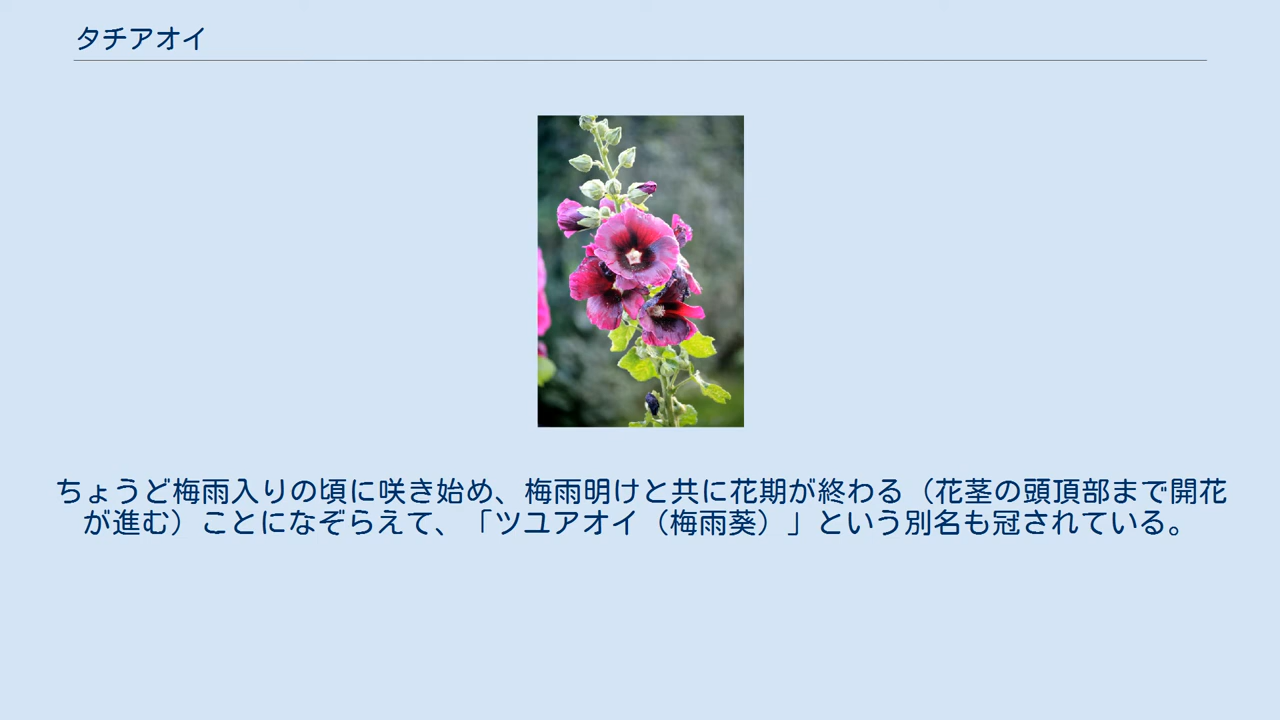 タチアオイ
ちょうど梅雨入りの頃に咲き始め、梅雨明けと共に花期が終わる（花茎の頭頂部まで開花
が進む）ことになぞらえて、「ツユアオイ（梅雨葵）」という別名も冠されている。